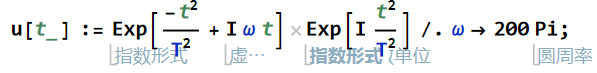 u[t_] := Exp[-t²/T² + I ω t] × Exp[I t²/T²] /. ω → 200 Pi;
指数形式 虚… 指数形式 单位 圆周率